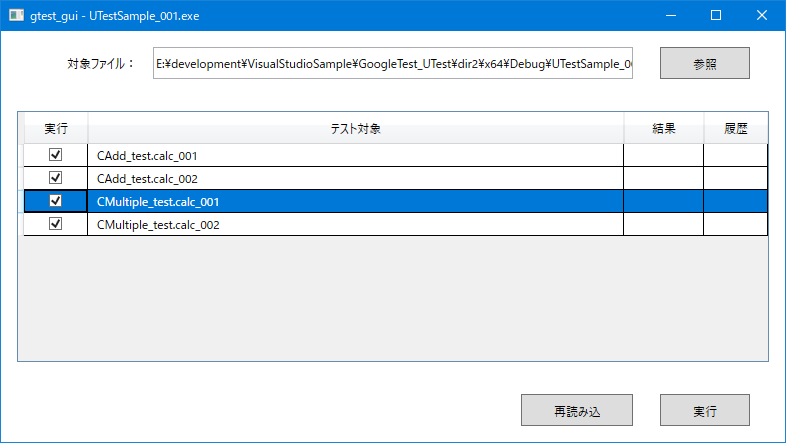 gtest_gui - UTestSample_001.exe
対象ファイル： E:¥development¥VisualStudioSample¥GoogleTest_UTest¥dir2¥x64¥Debug¥UTestSample_00 参照
実行 テスト対象 結果 履歴
CAdd_test.calc_001
CAdd_test.calc_002
CMultiple_test.calc_001
CMultiple_test.calc_002
再読み込 実行